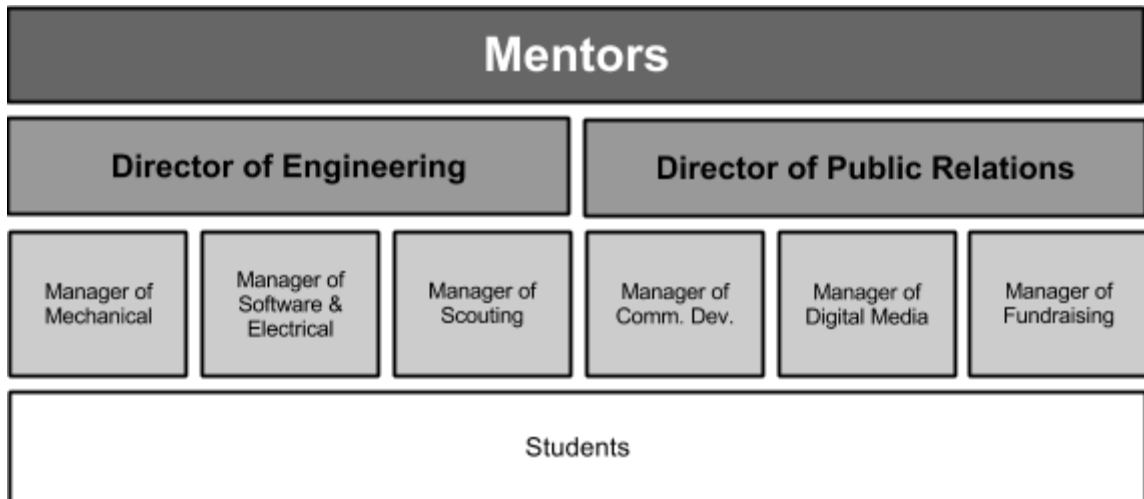 Mentors
Director of Engineering
Director of Public Relations
Manager of
Mechanical
Manager of
Software &
Electrical
Manager of
Scouting
Manager of
Comm. Dev.
Manager of
Digital Media
Manager of
Fundraising
Students